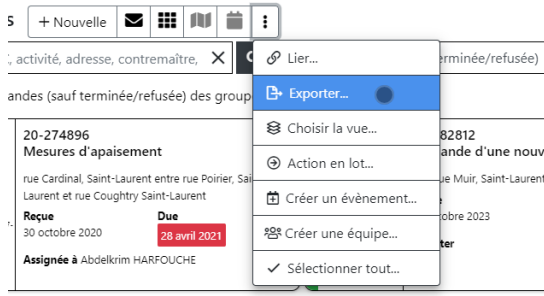 s + Nouvelle
, activité, adresse, contremaître,
erminée/refusée)
andes (sauf terminée/refusée) des group
Lier...
Exporter...
Choisir la vue...
Action en lot...
Créer un évènement...
Créer une équipe...
Sélectionner tout...
20-274896
Mesures d'apaisement
rue Cardinal, Saint-Laurent entre rue Poirier, Sai
Laurent et rue Coughtry Saint-Laurent
Reçue Due
30 octobre 2020 28 avril 2021
Assignée à Abdelkrim HARFOUCHE
82812
ande d'une nouv
ue Muir, Saint-Laurent
obre 2023
ter